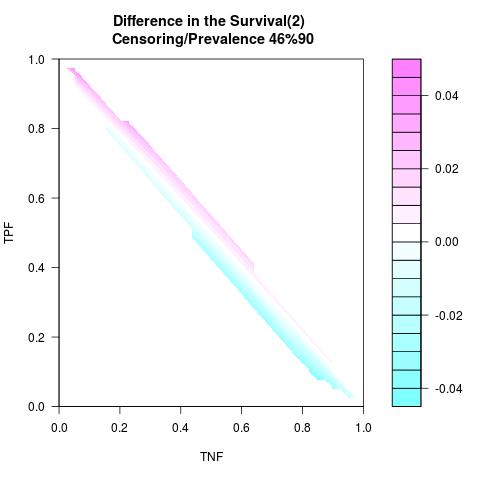 Difference in the Survival(2)
Censoring/Prevalence 46%90
1.0
0.8
0.6
0.4
0.2
0.0
TPF
0.0 0.2 0.4 0.6 0.8 1.0
TNF
0.04
0.02
0.00
-0.02
-0.04